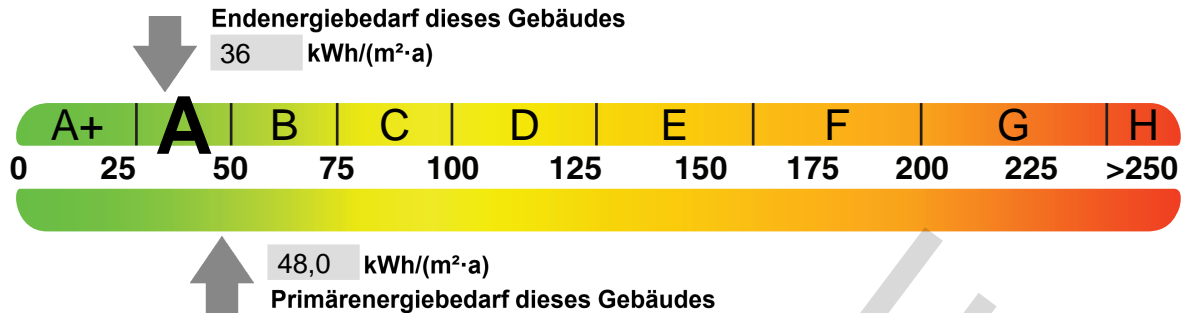 Endenergiebedarf dieses Gebäudes
36 kWh/(m²·a)
A+ A B C D E F G H
0 25 50 75 100 125 150 175 200 225 >250
48,0 kWh/(m²·a)
Primärenergiebedarf dieses Gebäudes